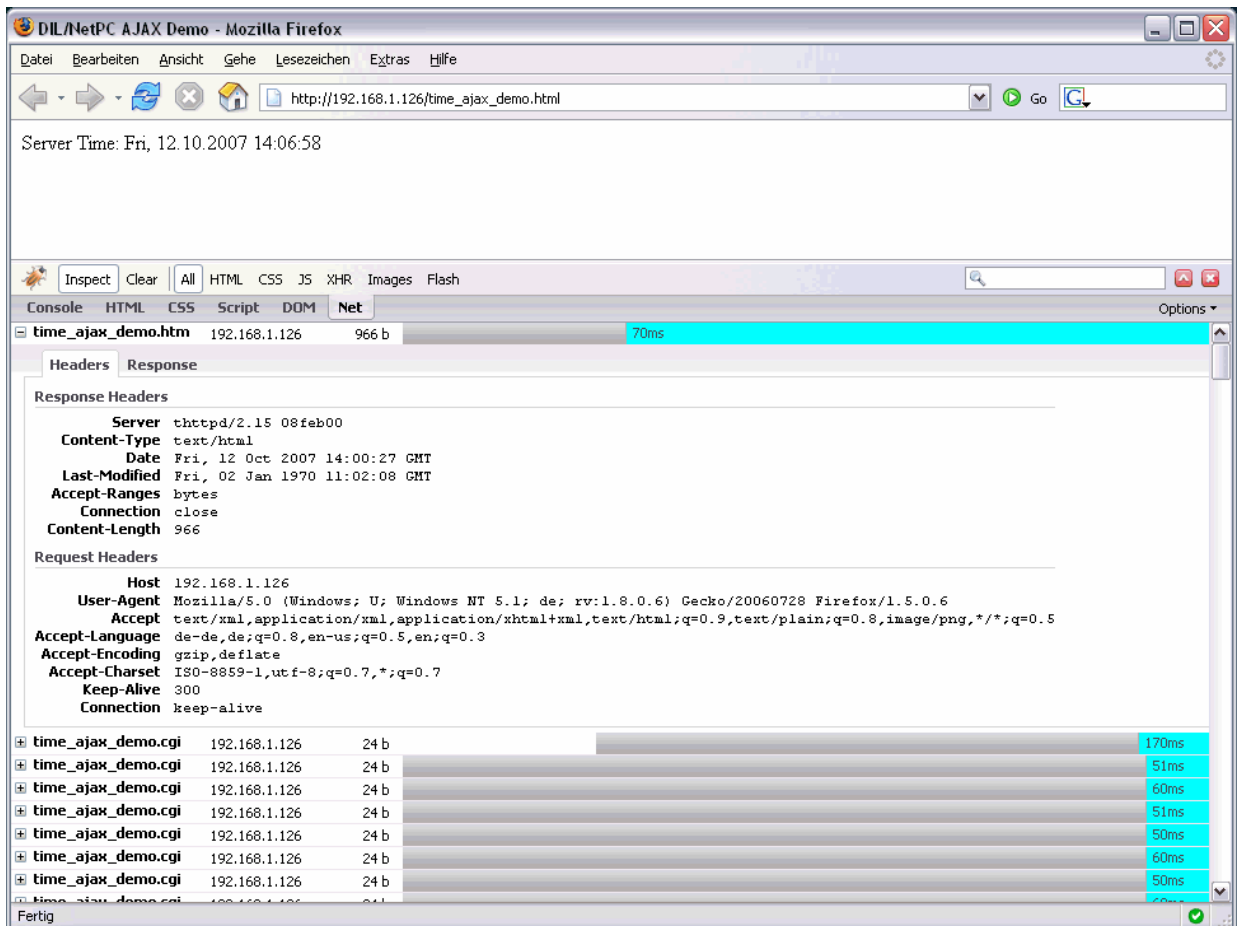 DIL/NetPC AJAX Demo - Mozilla Firefox
Datei Bearbeiten Ansicht Gehe Lesezeichen Extras Hilfe
http://192.168.1.126/time_ajax_demo.html Go G
Server Time: Fri, 12.10.2007 14:06:58
Inspect Clear All HTML CSS JS XHR Images Flash
Console HTML CSS Script DOM Net Options
time_ajax_demo.htm 192.168.1.126 966 b 70ms
Headers Response
Response Headers
Server thttpd/2.15 08feb00
Content-Type text/html
Date Fri, 12 Oct 2007 14:00:27 GMT
Last-Modified Fri, 02 Jan 1970 11:02:08 GMT
Accept-Ranges bytes
Connection close
Content-Length 966
Request Headers
Host 192.168.1.126
User-Agent Mozilla/5.0 (Windows; U; Windows NT 5.1; de; rv:1.8.0.6) Gecko/20060728 Firefox/1.5.0.6
Accept text/xml,application/xml,application/xhtml+xml,text/html;q=0.9,text/plain;q=0.8,image/png,*/*;q=0.5
Accept-Language de-de,de;q=0.8,en-us;q=0.5,en;q=0.3
Accept-Encoding gzip,deflate
Accept-Charset ISO-8859-1,utf-8;q=0.7,*;q=0.7
Keep-Alive 300
Connection keep-alive
time_ajax_demo.cgi 192.168.1.126 24 b 170ms
time_ajax_demo.cgi 192.168.1.126 24 b 51ms
time_ajax_demo.cgi 192.168.1.126 24 b 60ms
time_ajax_demo.cgi 192.168.1.126 24 b 51ms
time_ajax_demo.cgi 192.168.1.126 24 b 50ms
time_ajax_demo.cgi 192.168.1.126 24 b 60ms
time_ajax_demo.cgi 192.168.1.126 24 b 50ms
Fertig